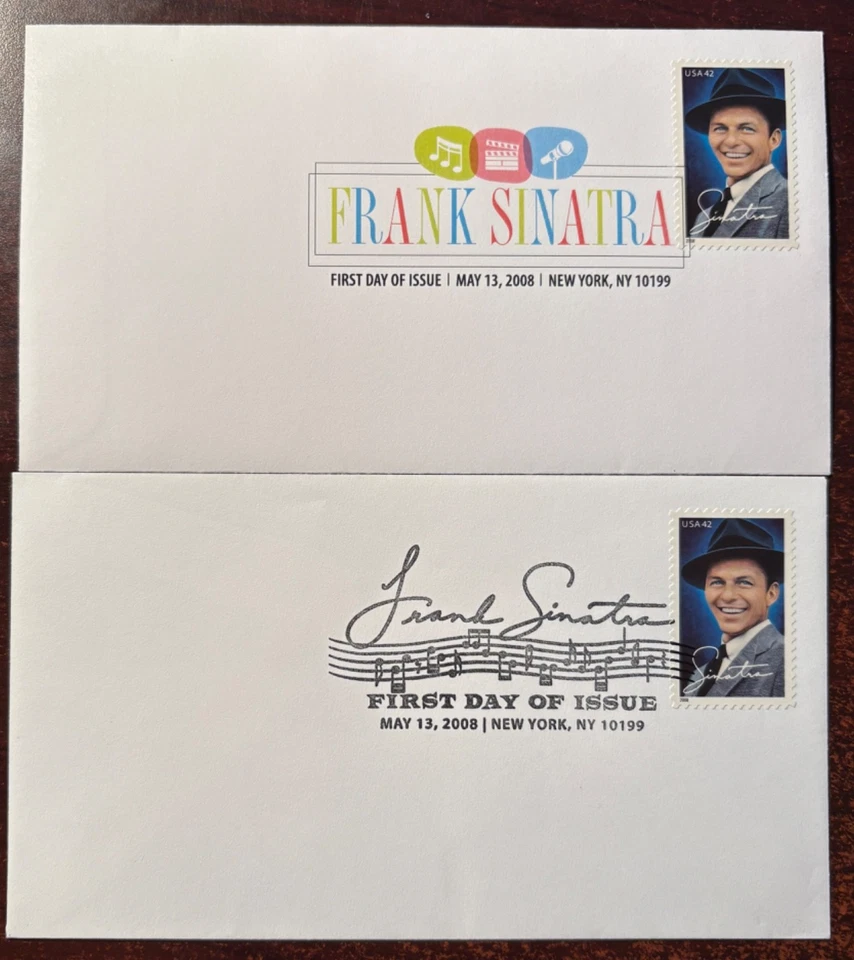 USA 42
FRANK SINATRA
Sinatra
2008
FIRST DAY OF ISSUE | MAY 13, 2008 | NEW YORK, NY 10199
USA 42
Frank Sinatra
Sinatra
FIRST DAY OF ISSUE
MAY 13, 2008 | NEW YORK, NY 10199